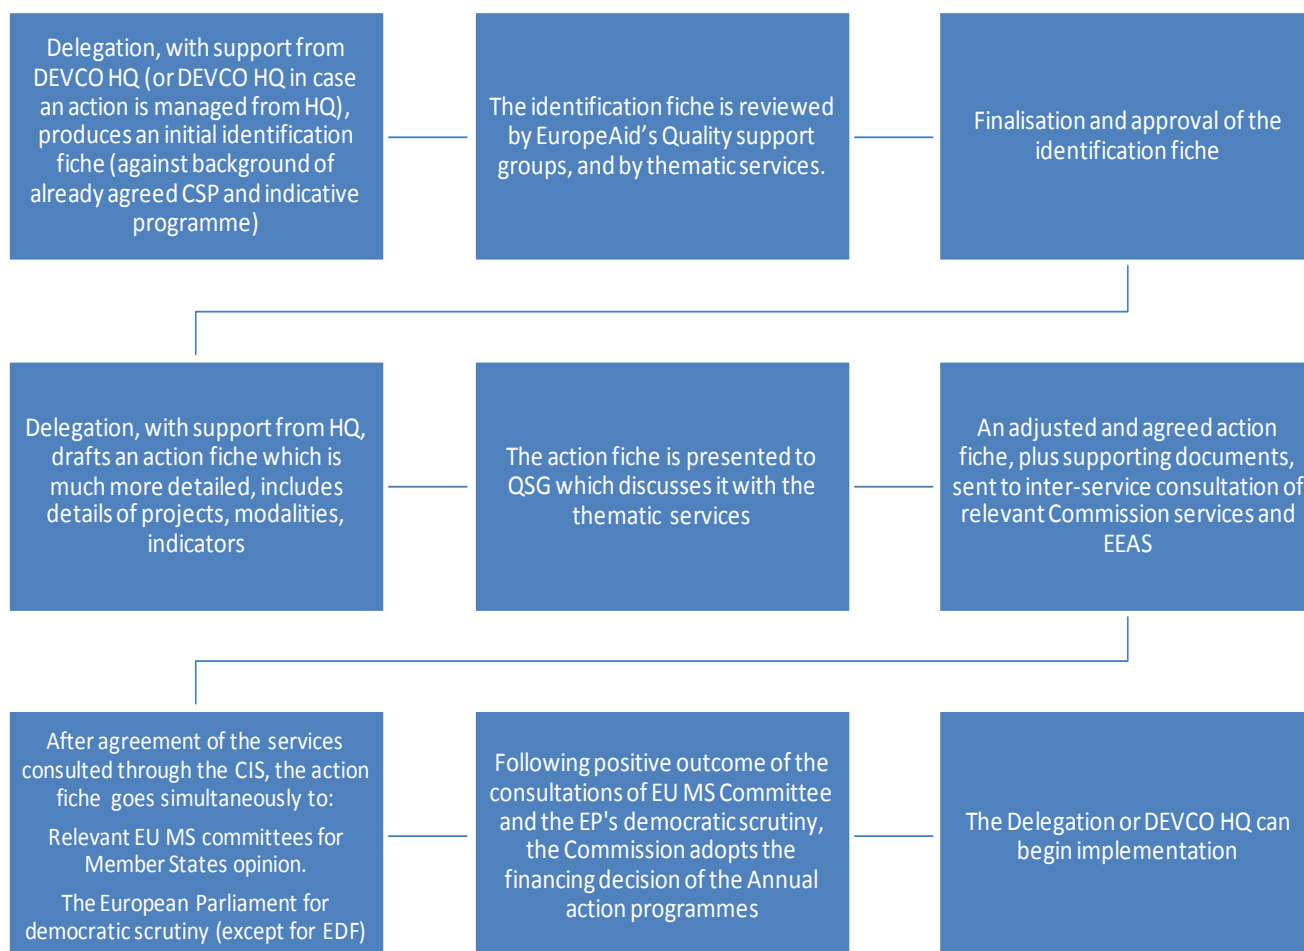 Delegation, with support from
DEVCO HQ (or DEVCO HQ in case
an action is managed from HQ),
produces an initial identification
fiche (against background of
already agreed CSP and indicative
programme)
The identification fiche is reviewed
by EuropeAid's Quality support
groups, and by thematic services.
Finalisation and approval of the
identification fiche
Delegation, with support from HQ,
drafts an action fiche which is
much more detailed, includes
details of projects, modalities,
indicators
The action fiche is presented to
QSG which discusses it with the
thematic services
An adjusted and agreed action
fiche, plus supporting documents,
sent to inter-service consultation of
relevant Commission services and
EEAS
After agreement of the services
consulted through the CIS, the action
fiche goes simultaneously to:
Relevant EU MS committees for
Member States opinion.
The European Parliament for
democratic scrutiny (except for EDF)
Following positive outcome of the
consultations of EU MS Committee
and the EP's democratic scrutiny,
the Commission adopts the
financing decision of the Annual
action programmes
The Delegation or DEVCO HQ can
begin implementation